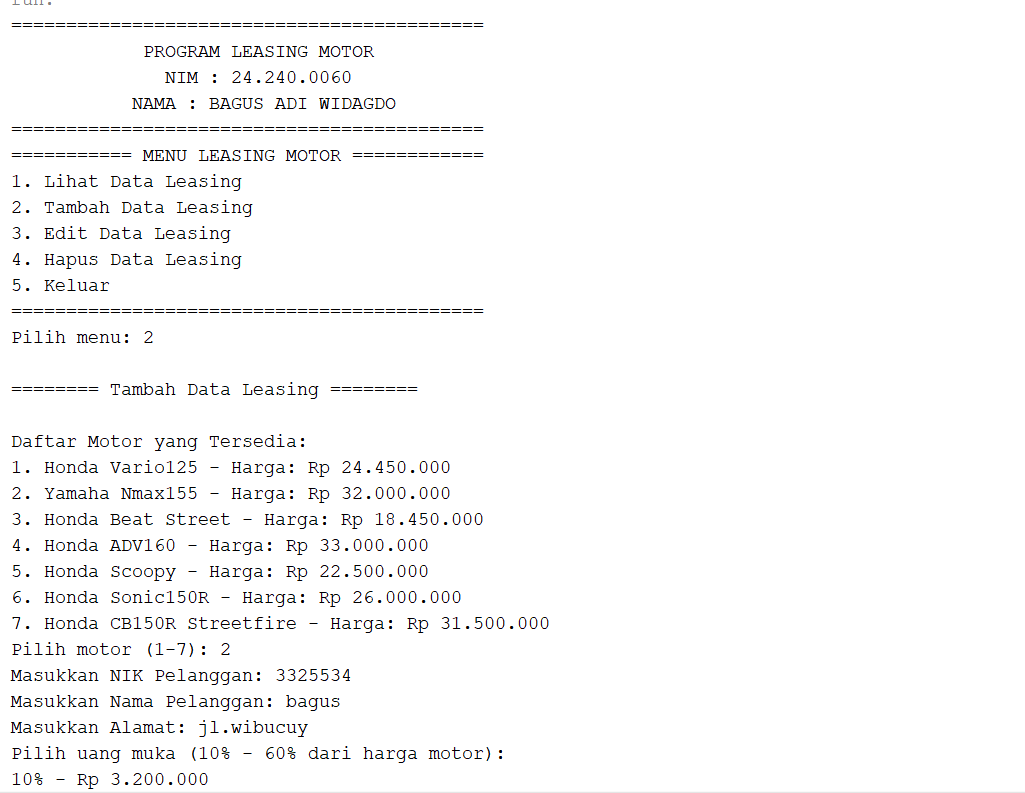 run:
===========================================
PROGRAM LEASING MOTOR
NIM : 24.240.0060
NAMA : BAGUS ADI WIDAGDO
===========================================
=========== MENU LEASING MOTOR ============
1. Lihat Data Leasing
2. Tambah Data Leasing
3. Edit Data Leasing
4. Hapus Data Leasing
5. Keluar
===========================================
Pilih menu: 2
======== Tambah Data Leasing ========
Daftar Motor yang Tersedia:
1. Honda Vario125 - Harga: Rp 24.450.000
2. Yamaha Nmax155 - Harga: Rp 32.000.000
3. Honda Beat Street - Harga: Rp 18.450.000
4. Honda ADV160 - Harga: Rp 33.000.000
5. Honda Scoopy - Harga: Rp 22.500.000
6. Honda Sonic150R - Harga: Rp 26.000.000
7. Honda CB150R Streetfire - Harga: Rp 31.500.000
Pilih motor (1-7): 2
Masukkan NIK Pelanggan: 3325534
Masukkan Nama Pelanggan: bagus
Masukkan Alamat: jl.wibucuy
Pilih uang muka (10% - 60% dari harga motor):
10% - Rp 3.200.000